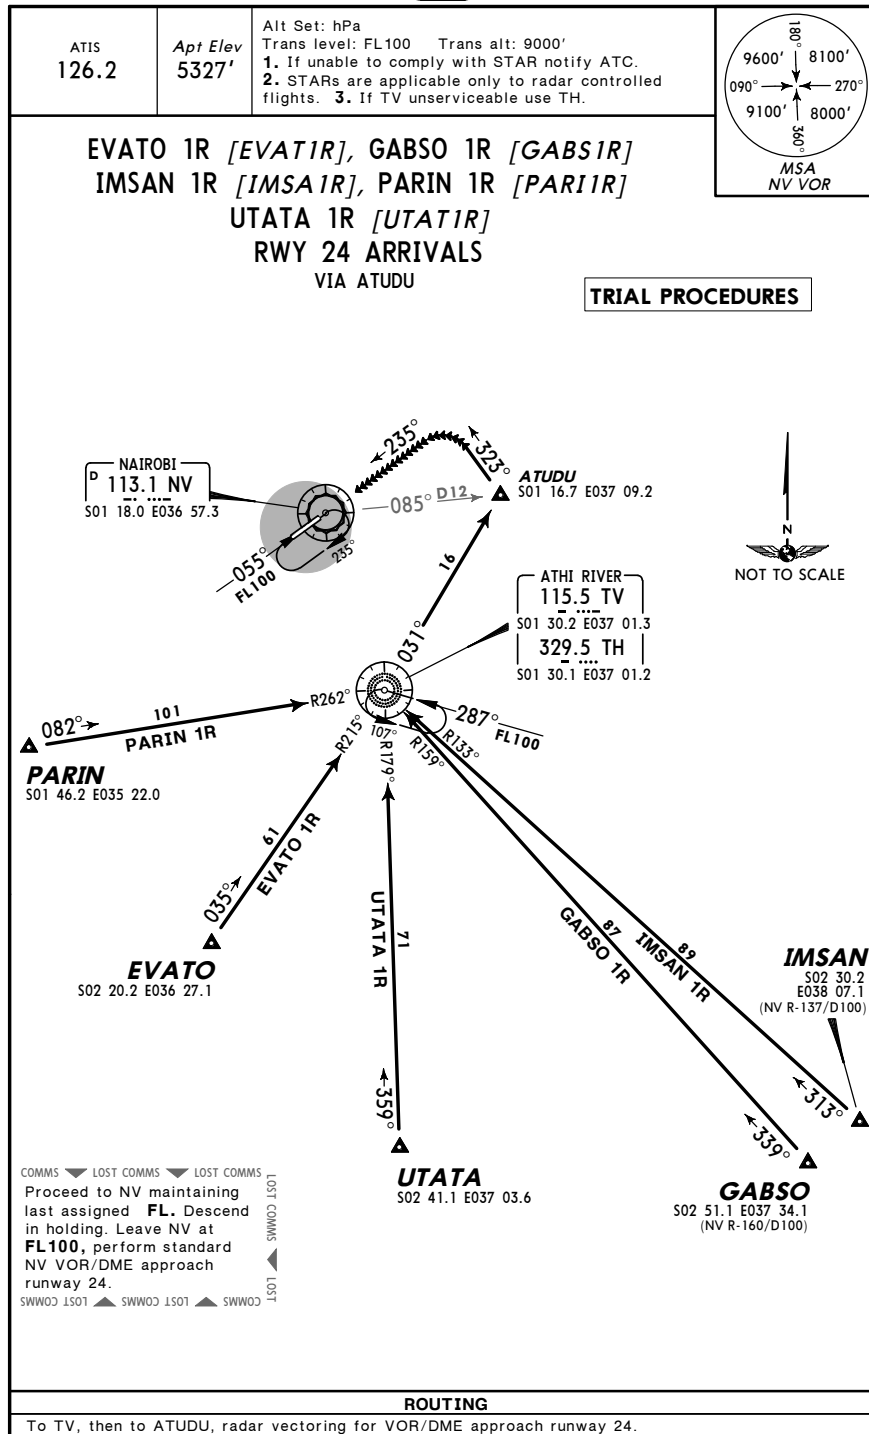 ATIS
126.2
Apt Elev
5327'
Alt Set: hPa
Trans level: FL100 Trans alt: 9000'
1. If unable to comply with STAR notify ATC.
2. STARs are applicable only to radar controlled
flights. 3. If TV unserviceable use TH.
180°
9600' 8100'
090° 270°
9100' 8000'
360°
MSA
NV VOR
EVATO 1R [EVAT1R], GABSO 1R [GABS1R]
IMSAN 1R [IMSA1R], PARIN 1R [PARI1R]
UTATA 1R [UTAT1R]
RWY 24 ARRIVALS
VIA ATUDU
TRIAL PROCEDURES
235°
323°
ATUDU
S01 16.7 E037 09.2
NAIROBI
D 113.1 NV
S01 18.0 E036 57.3
085° D12
055°
FL100
235°
N
NOT TO SCALE
16
031°
ATHI RIVER
115.5 TV
S01 30.2 E037 01.3
329.5 TH
S01 30.1 E037 01.2
082°
101
PARIN 1R
R262°
PARIN
S01 46.2 E035 22.0
R215°
107°
R179°
R159°
R133°
287°
FL100
61
EVATO 1R
035°
EVATO
S02 20.2 E036 27.1
71
UTATA 1R
359°
UTATA
S02 41.1 E037 03.6
87
GABSO 1R
339°
GABSO
S02 51.1 E037 34.1
(NV R-160/D100)
89
IMSAN 1R
313°
IMSAN
S02 30.2
E038 07.1
(NV R-137/D100)
COMMS LOST COMMS LOST COMMS
LOST COMMS LOST
Proceed to NV maintaining
last assigned FL. Descend
in holding. Leave NV at
FL100, perform standard
NV VOR/DME approach
runway 24.
COMMS LOST COMMS LOST COMMS
ROUTING
To TV, then to ATUDU, radar vectoring for VOR/DME approach runway 24.